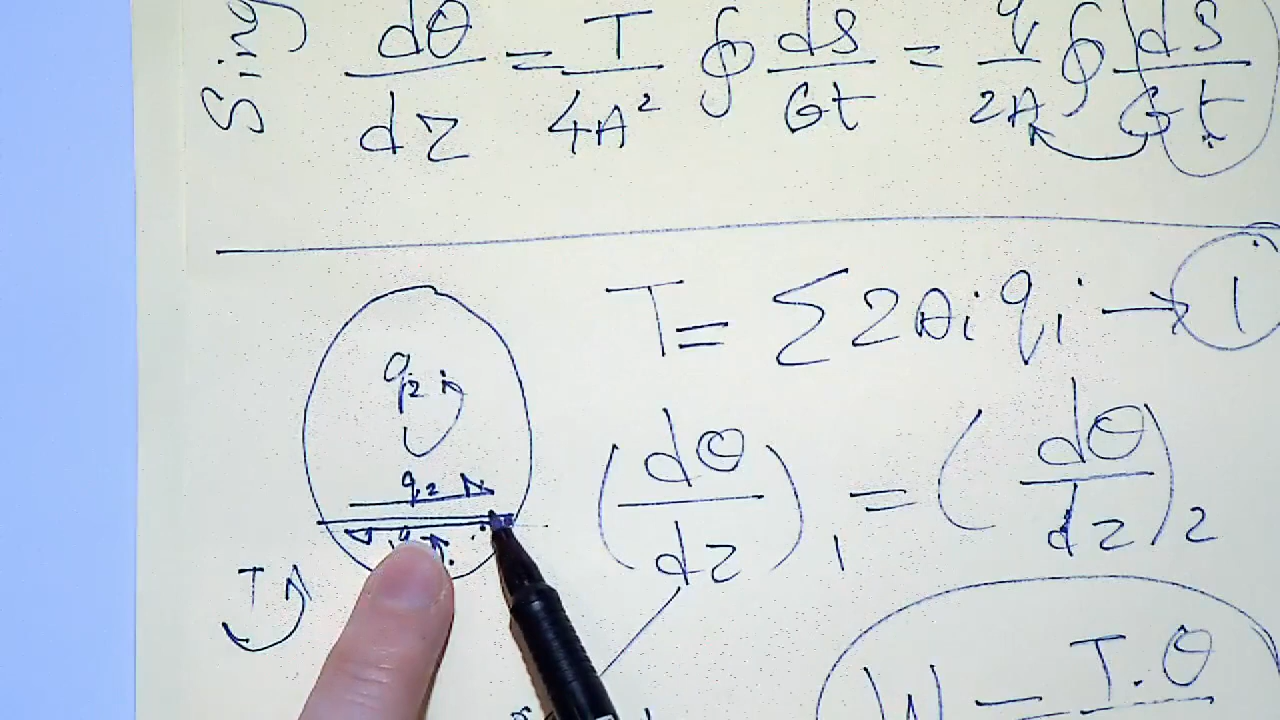 Sing
dθ/dz = T/4A² ∮ ds/Gt = q/2A ∮ ds/Gt
T = Σ 2Ai qi → 1
q2
q2
(dθ/dz)1 = (dθ/dz)2
T
W = T.θ